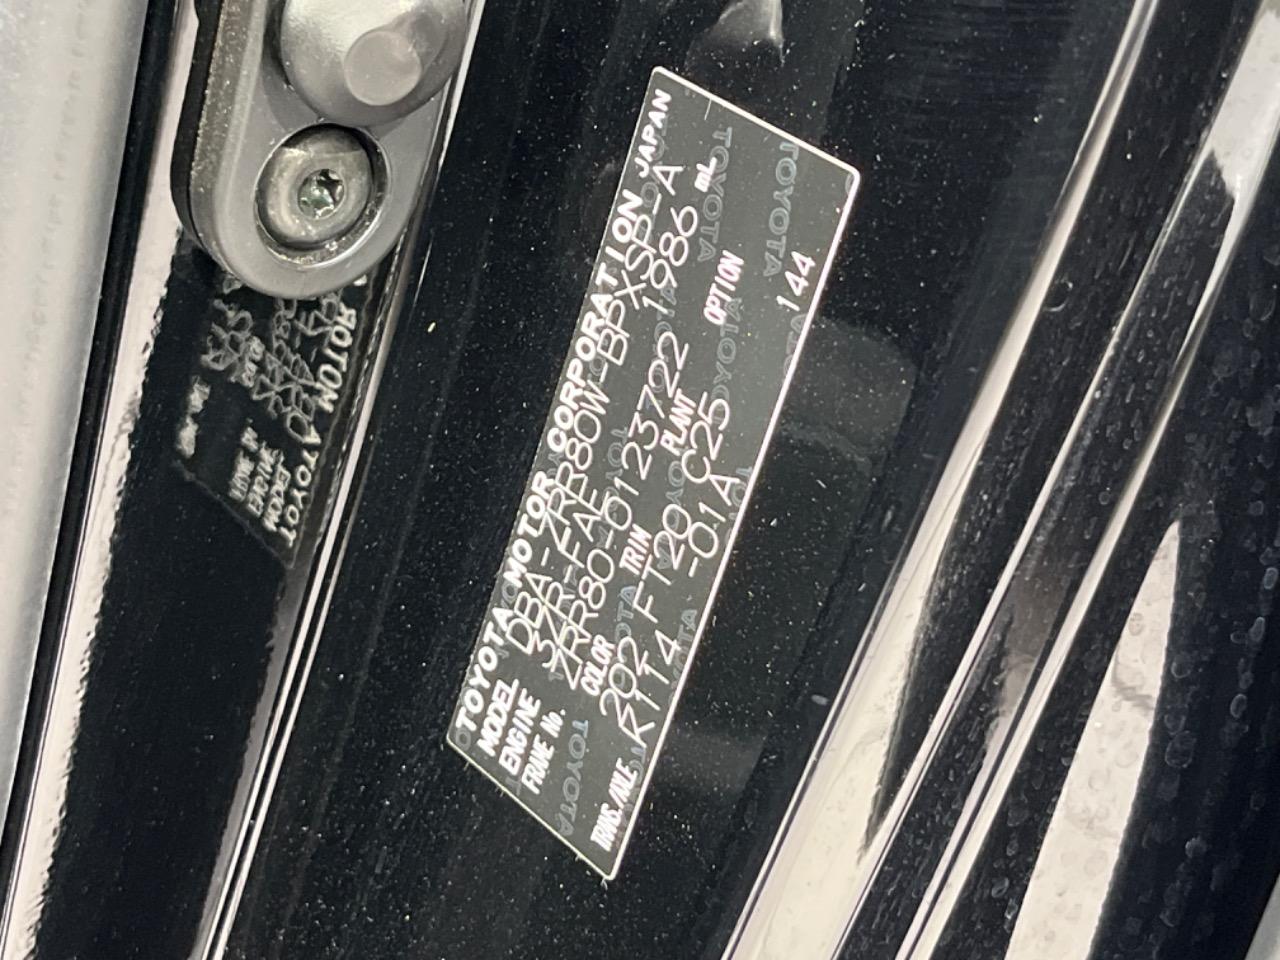 TOYOTA MOTOR CORPORATION JAPAN
MODEL DBA-ZRR80W-BPXSP-A
ENGINE 3ZR-FAE 1986 mL
FRAME No. ZRR80-0123722
COLOR TRIM PLANT OPTION
202 FT20 C25 144
TRANS./AXLE K114 -01A